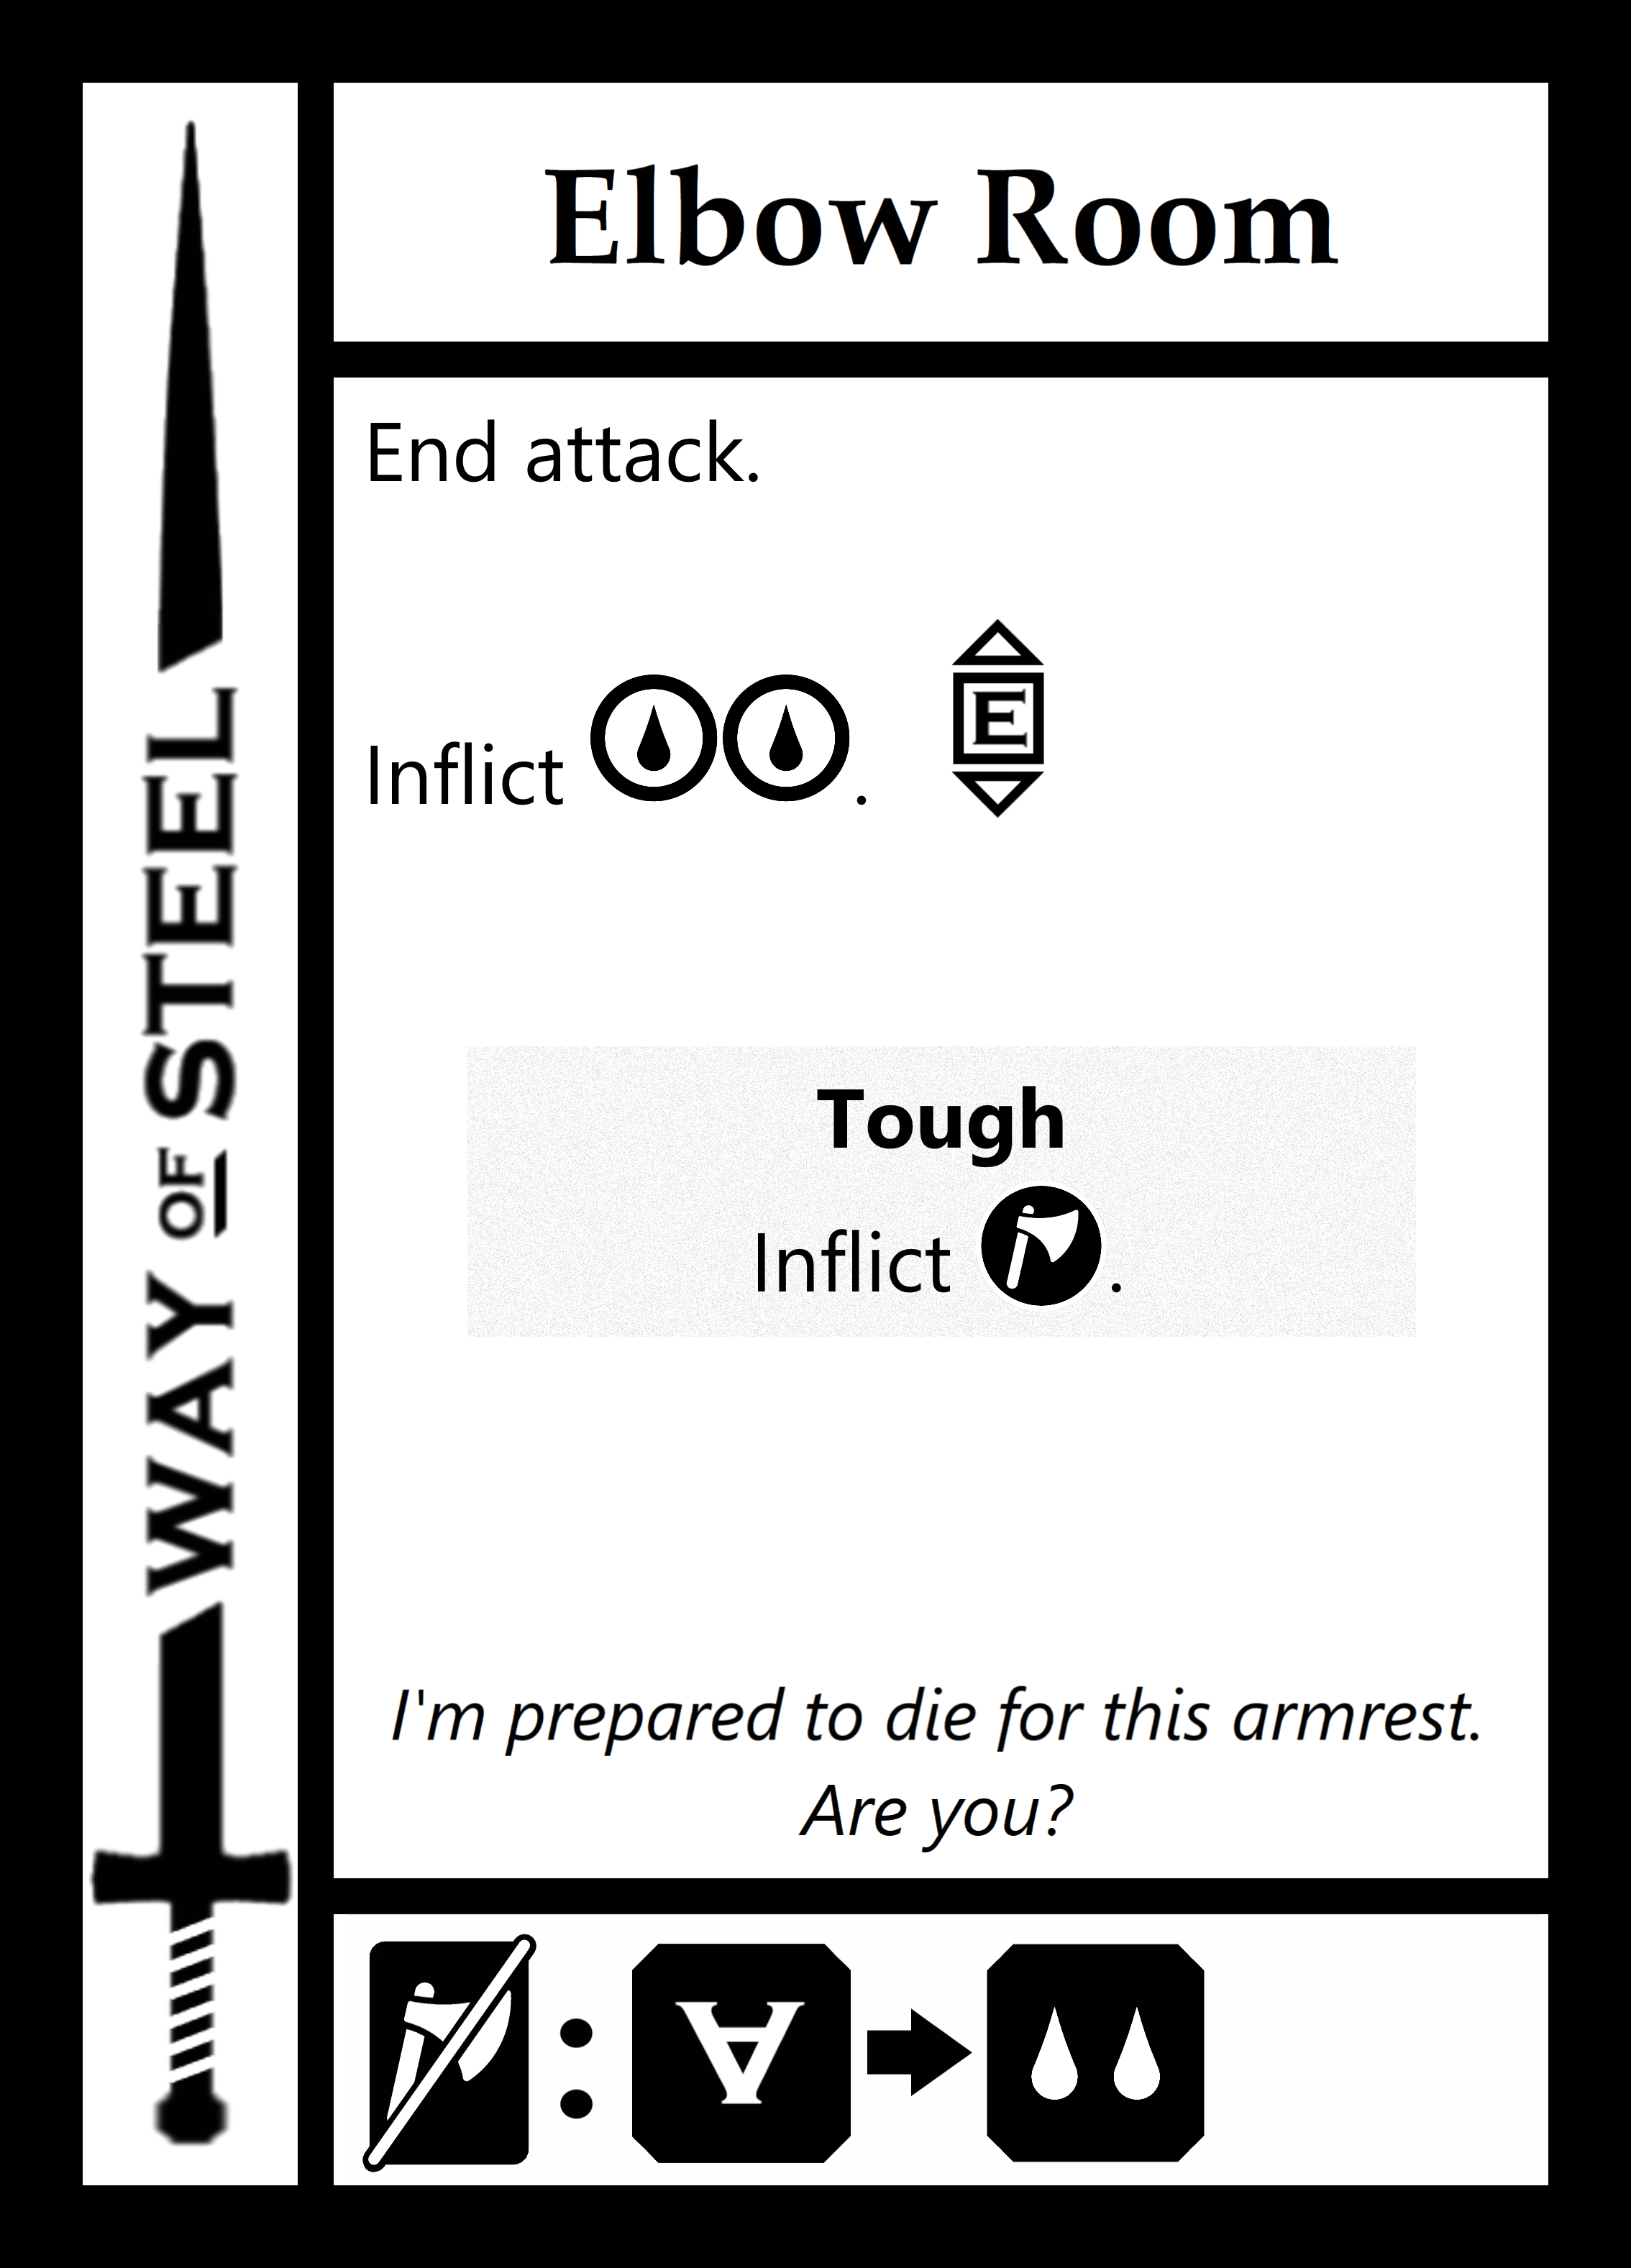 WAY OF STEEL
Elbow Room
End attack.
Inflict .
E
Tough
Inflict .
I'm prepared to die for this armrest.
Are you?
: ∀